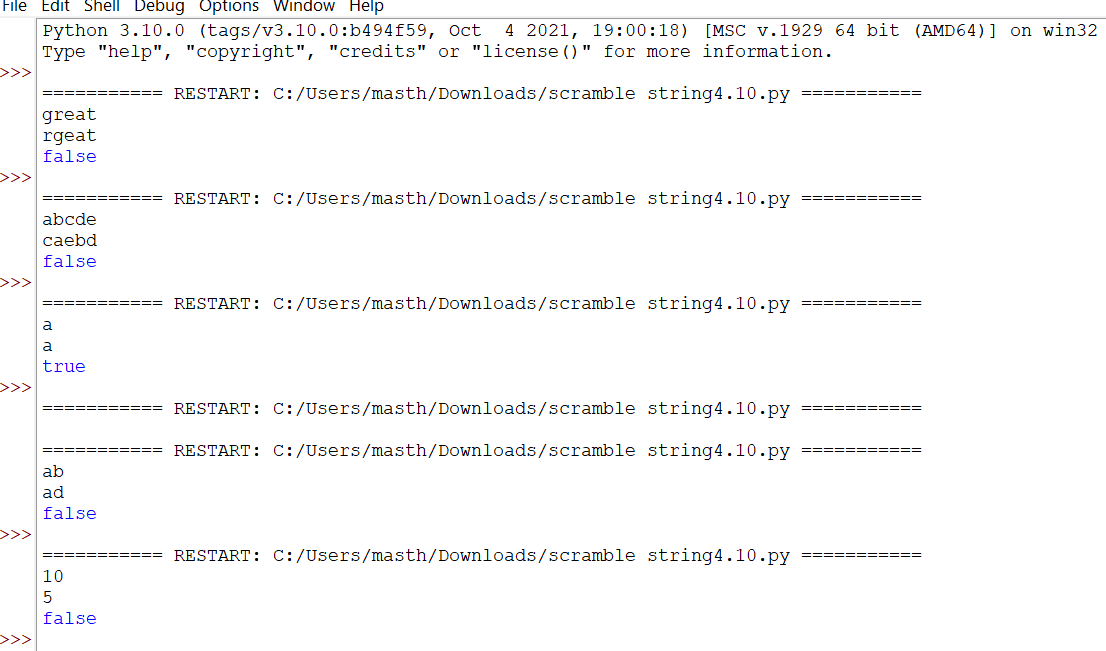 File Edit Shell Debug Options Window Help
Python 3.10.0 (tags/v3.10.0:b494f59, Oct  4 2021, 19:00:18) [MSC v.1929 64 bit (AMD64)] on win32
Type "help", "copyright", "credits" or "license()" for more information.
>>>
=========== RESTART: C:/Users/masth/Downloads/scramble string4.10.py ===========
great
rgeat
false
>>>
=========== RESTART: C:/Users/masth/Downloads/scramble string4.10.py ===========
abcde
caebd
false
>>>
=========== RESTART: C:/Users/masth/Downloads/scramble string4.10.py ===========
a
a
true
>>>
=========== RESTART: C:/Users/masth/Downloads/scramble string4.10.py ===========
=========== RESTART: C:/Users/masth/Downloads/scramble string4.10.py ===========
ab
ad
false
>>>
=========== RESTART: C:/Users/masth/Downloads/scramble string4.10.py ===========
10
5
false
>>>